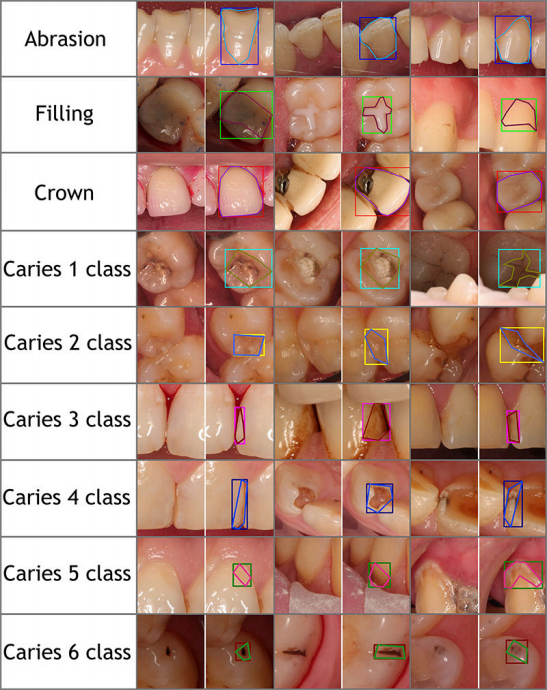 Abrasion
Filling
Crown
Caries 1 class
Caries 2 class
Caries 3 class
Caries 4 class
Caries 5 class
Caries 6 class